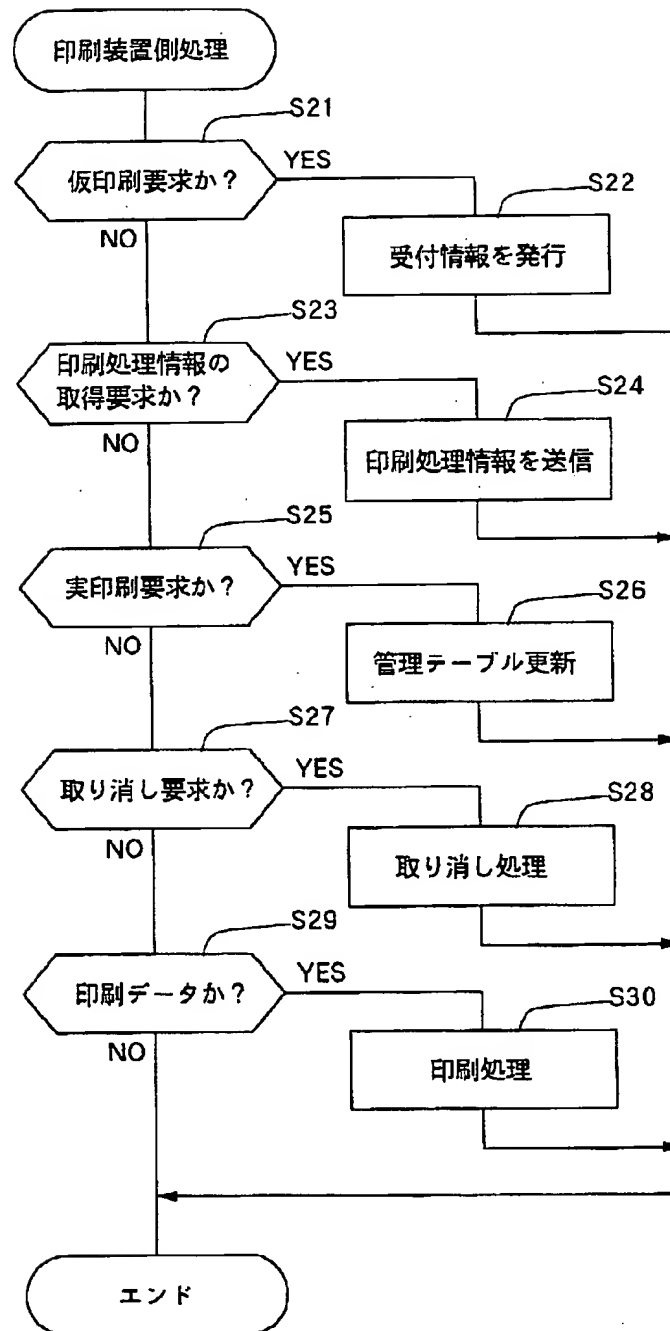 印刷装置側処理
S21
仮印刷要求か?
YES
S22
NO
受付情報を発行
S23
印刷処理情報の
取得要求か?
YES
S24
NO
印刷処理情報を送信
S25
実印刷要求か?
YES
S26
NO
管理テーブル更新
S27
取り消し要求か?
YES
S28
NO
取り消し処理
S29
印刷データか?
YES
S30
NO
印刷処理
エンド